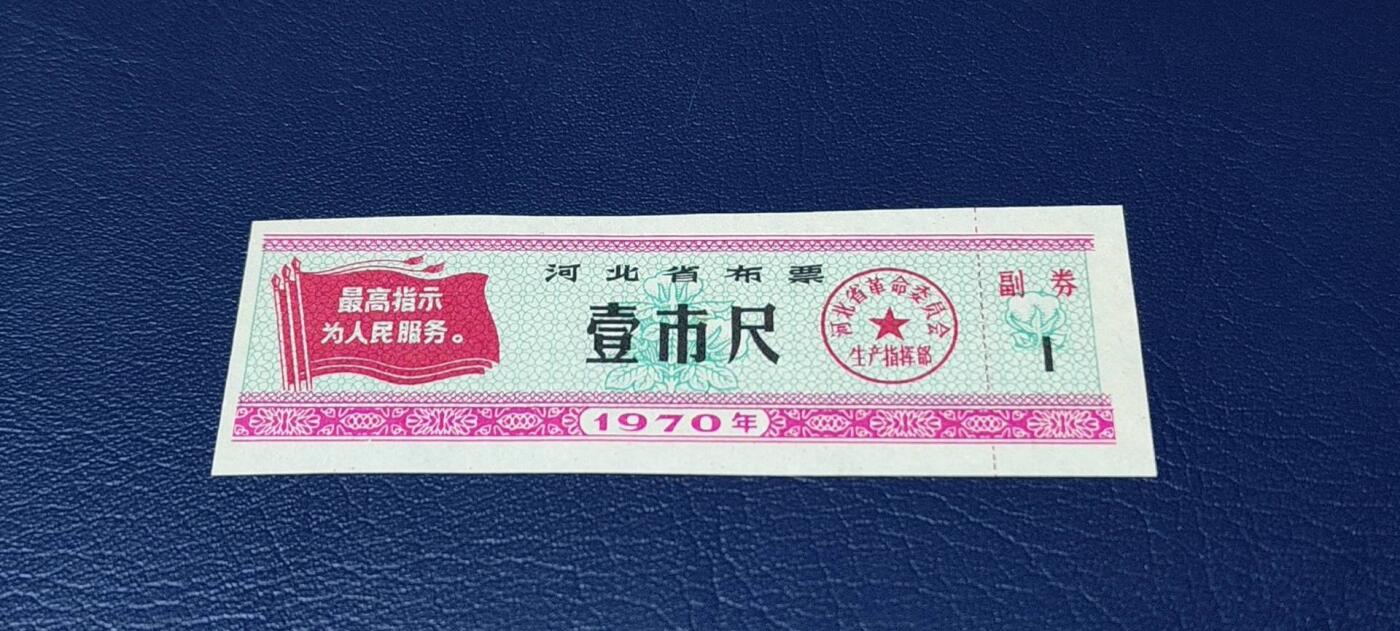 最高指示
为人民服务。
河北省布票
壹市尺
1970年
河北省革命委员会
生产指挥部
副券
1